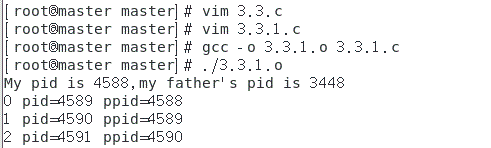 [root@master master]# vim 3.3.c
[root@master master]# vim 3.3.1.c
[root@master master]# gcc -o 3.3.1.o 3.3.1.c
[root@master master]# ./3.3.1.o
My pid is 4588,my father's pid is 3448
0 pid=4589 ppid=4588
1 pid=4590 ppid=4589
2 pid=4591 ppid=4590